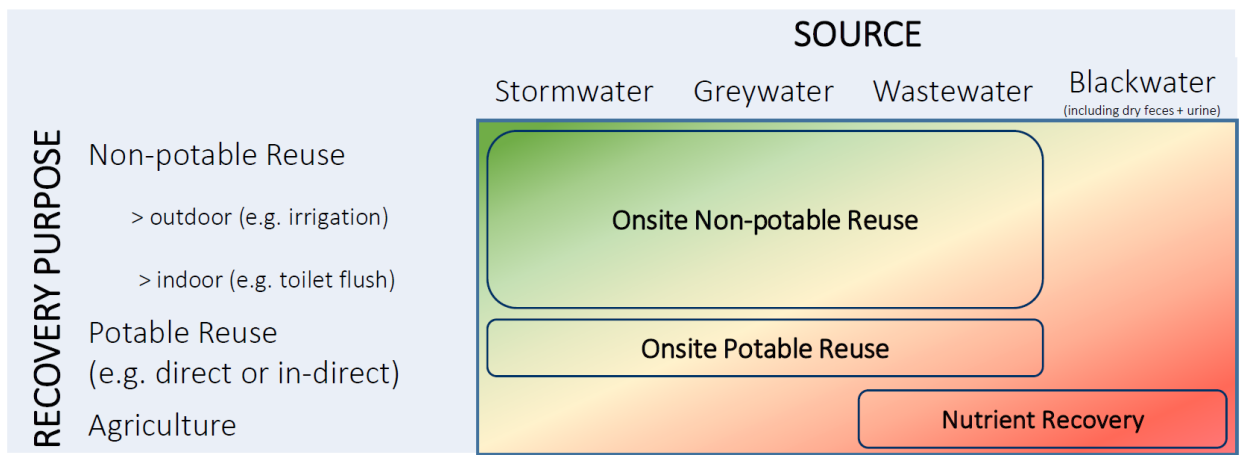 SOURCE
Stormwater
Greywater
Wastewater
Blackwater
(including dry feces + urine)
RECOVERY PURPOSE
Non-potable Reuse
> outdoor (e.g. irrigation)
> indoor (e.g. toilet flush)
Potable Reuse
(e.g. direct or in-direct)
Agriculture
Onsite Non-potable Reuse
Onsite Potable Reuse
Nutrient Recovery